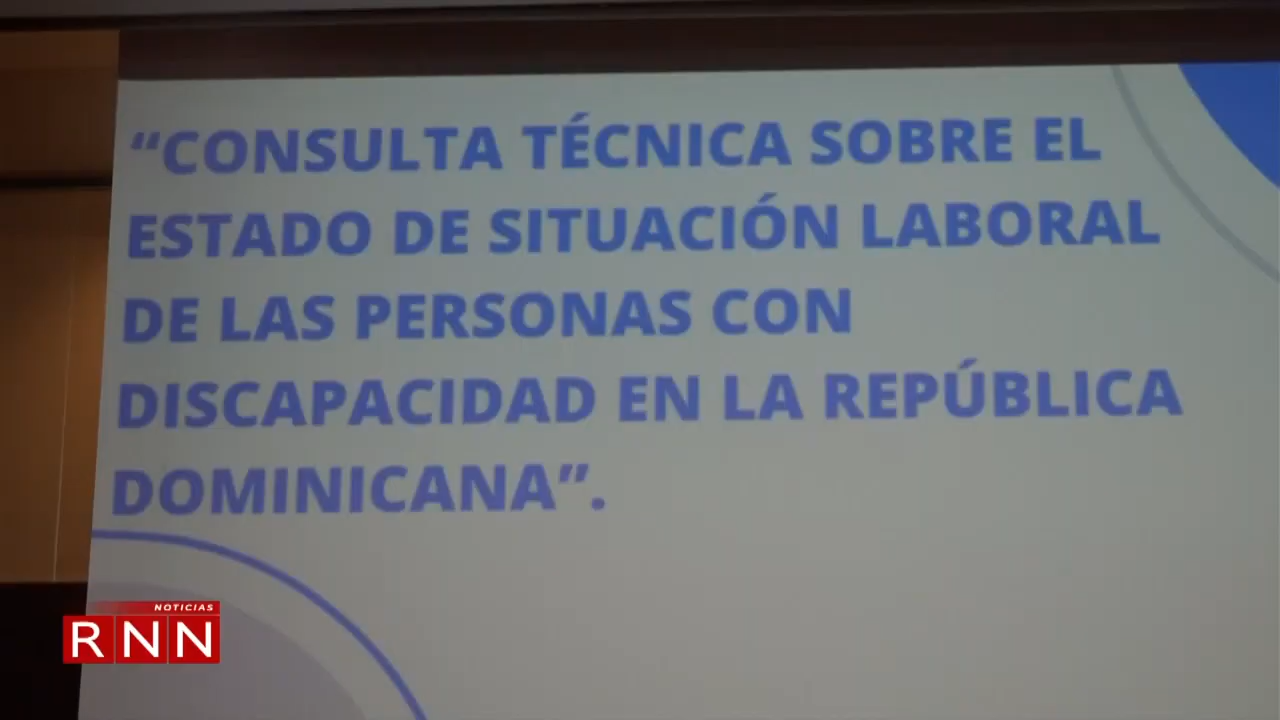 “CONSULTA TÉCNICA SOBRE EL
ESTADO DE SITUACIÓN LABORAL
DE LAS PERSONAS CON
DISCAPACIDAD EN LA REPÚBLICA
DOMINICANA”.
NOTICIAS
RNN